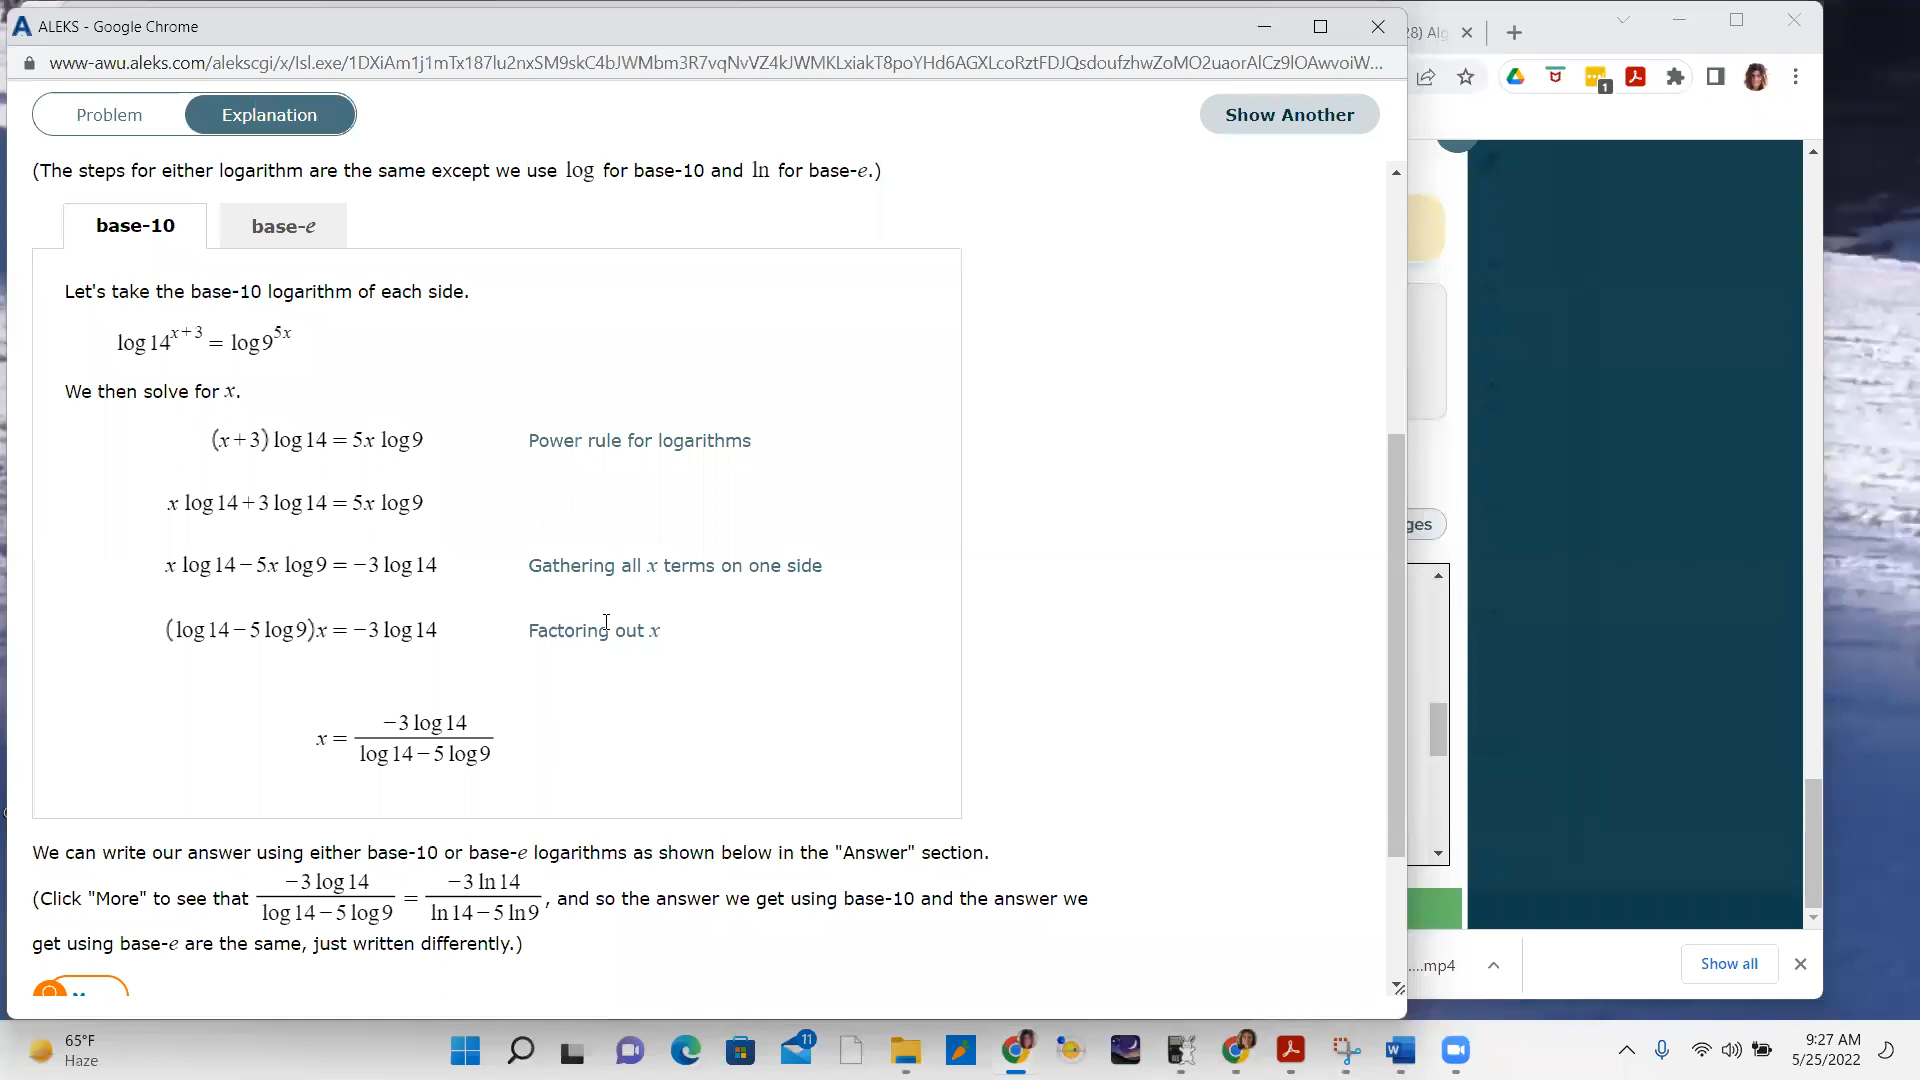 ALEKS - Google Chrome
www-awu.aleks.com/alekscgi/x/Isl.exe/1DXiAm1j1mTx187lu2nxSM9skC4bJWMbm3R7vqNvVZ4kJWMKLxiakT8poYHd6AGXLcoRztFDJQsdoufzhwZoMO2uaorAlCz9lOAwvoiW...
28) Alg
1
Problem
Explanation
Show Another
(The steps for either logarithm are the same except we use log for base-10 and ln for base-e.)
base-10
base-e
Let's take the base-10 logarithm of each side.
log 14^{x+3} = log 9^{5x}
We then solve for x.
(x+3) log 14 = 5x log 9 Power rule for logarithms
x log 14 + 3 log 14 = 5x log 9
x log 14 − 5x log 9 = −3 log 14 Gathering all x terms on one side
(log 14 − 5 log 9)x = −3 log 14 Factoring out x
x = \frac{−3 log 14}{log 14 − 5 log 9}
We can write our answer using either base-10 or base-e logarithms as shown below in the "Answer" section.
(Click "More" to see that \frac{−3 log 14}{log 14 − 5 log 9} = \frac{−3 ln 14}{ln 14 − 5 ln 9}, and so the answer we get using base-10 and the answer we
get using base-e are the same, just written differently.)
ges
....mp4
Show all
65°F
Haze
11
9:27 AM
5/25/2022